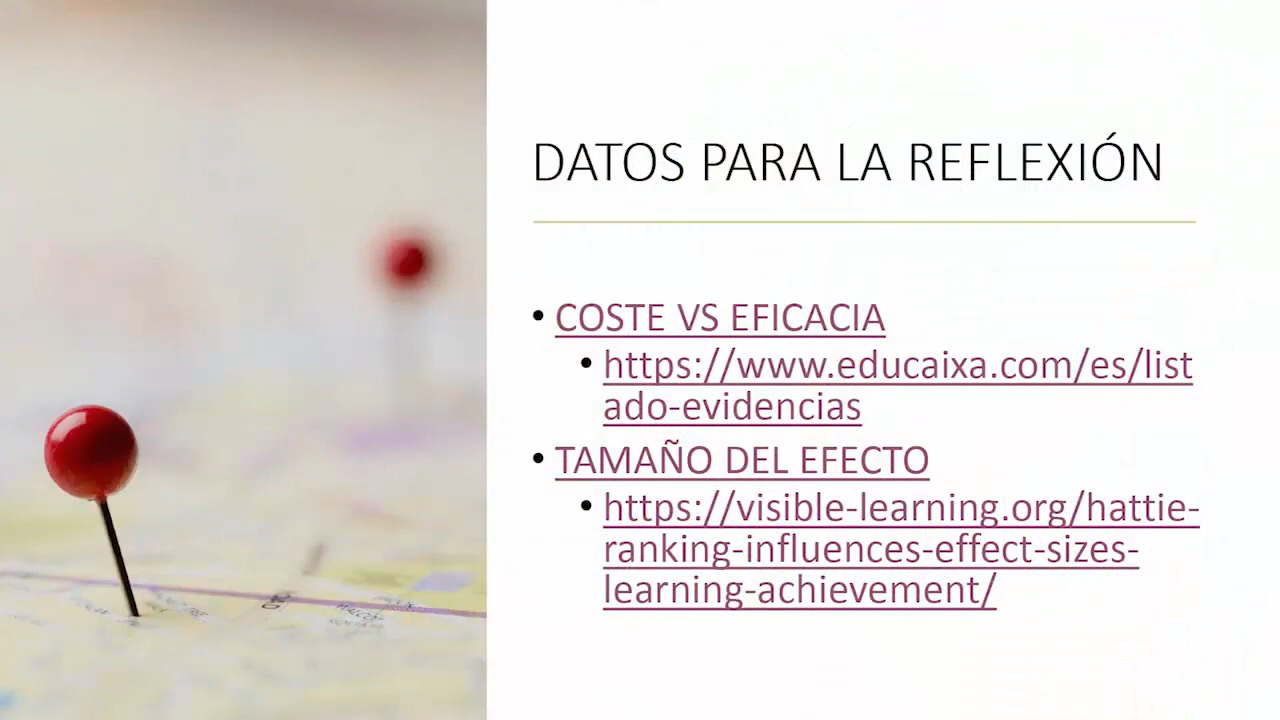 DATOS PARA LA REFLEXIÓN
• COSTE VS EFICACIA
• https://www.educaixa.com/es/list
ado-evidencias
• TAMAÑO DEL EFECTO
• https://visible-learning.org/hattie-
ranking-influences-effect-sizes-
learning-achievement/